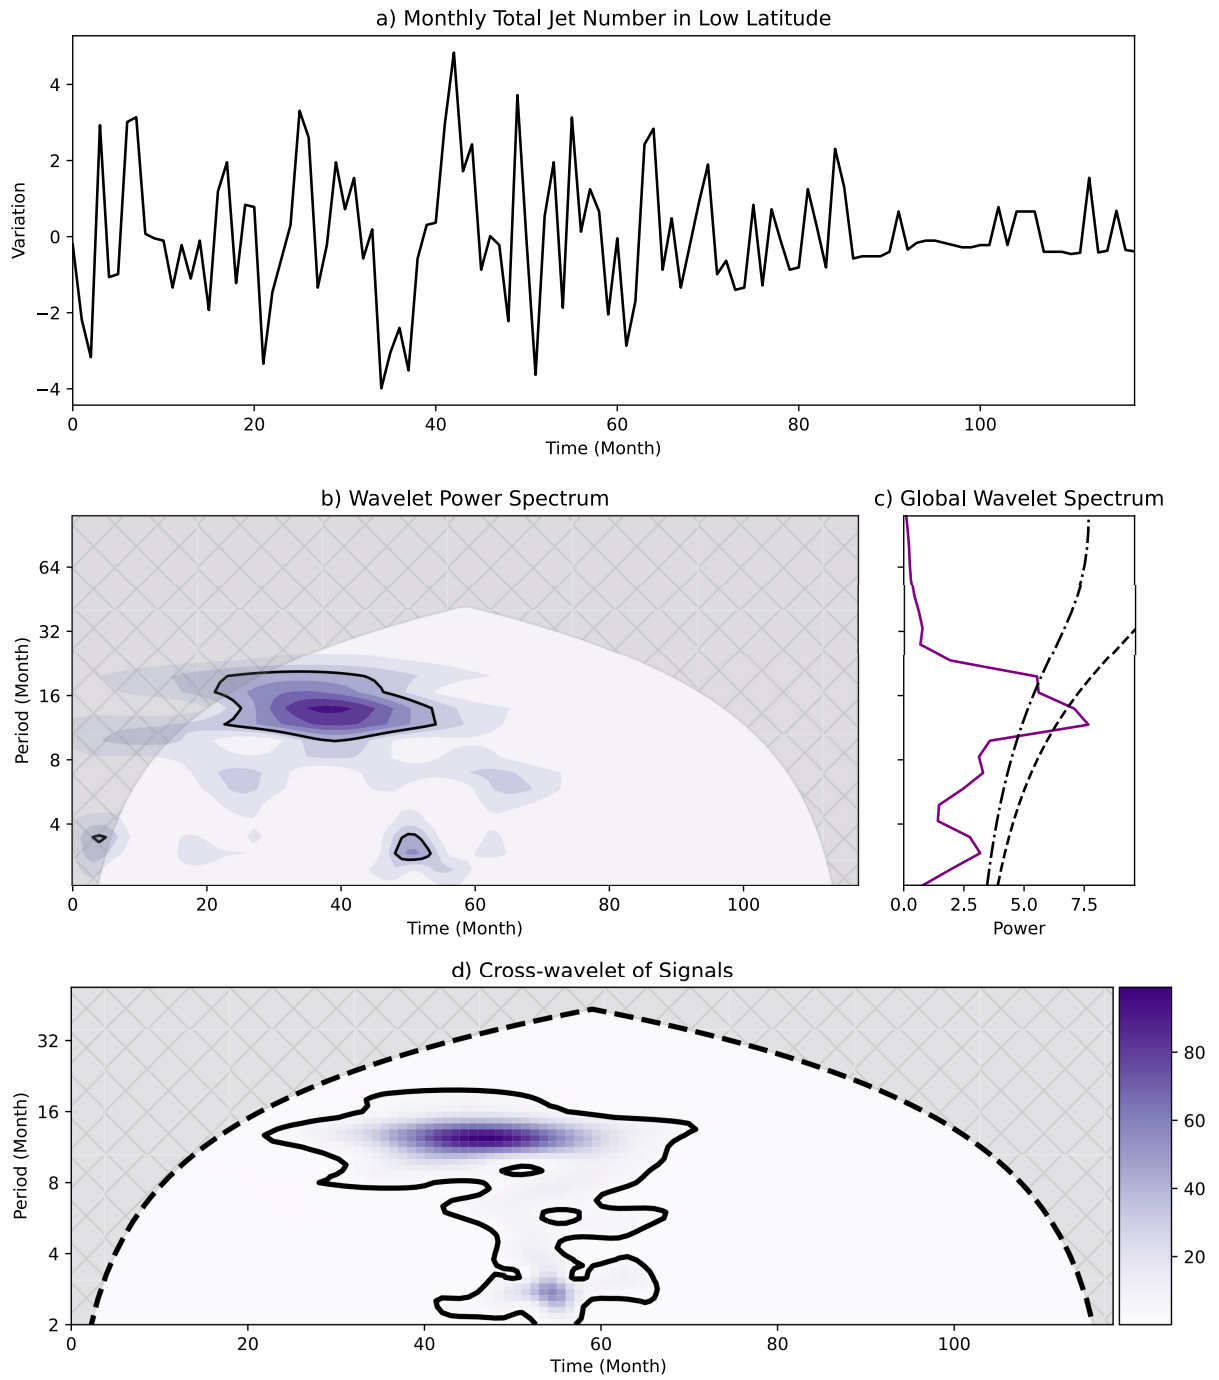 a) Monthly Total Jet Number in Low Latitude
Variation
4
2
0
−2
−4
0 20 40 60 80 100
Time (Month)
b) Wavelet Power Spectrum
Period (Month)
64
32
16
8
4
0 20 40 60 80 100
Time (Month)
c) Global Wavelet Spectrum
0.0 2.5 5.0 7.5
Power
d) Cross-wavelet of Signals
Period (Month)
32
16
8
4
2
0 20 40 60 80 100
Time (Month)
80
60
40
20